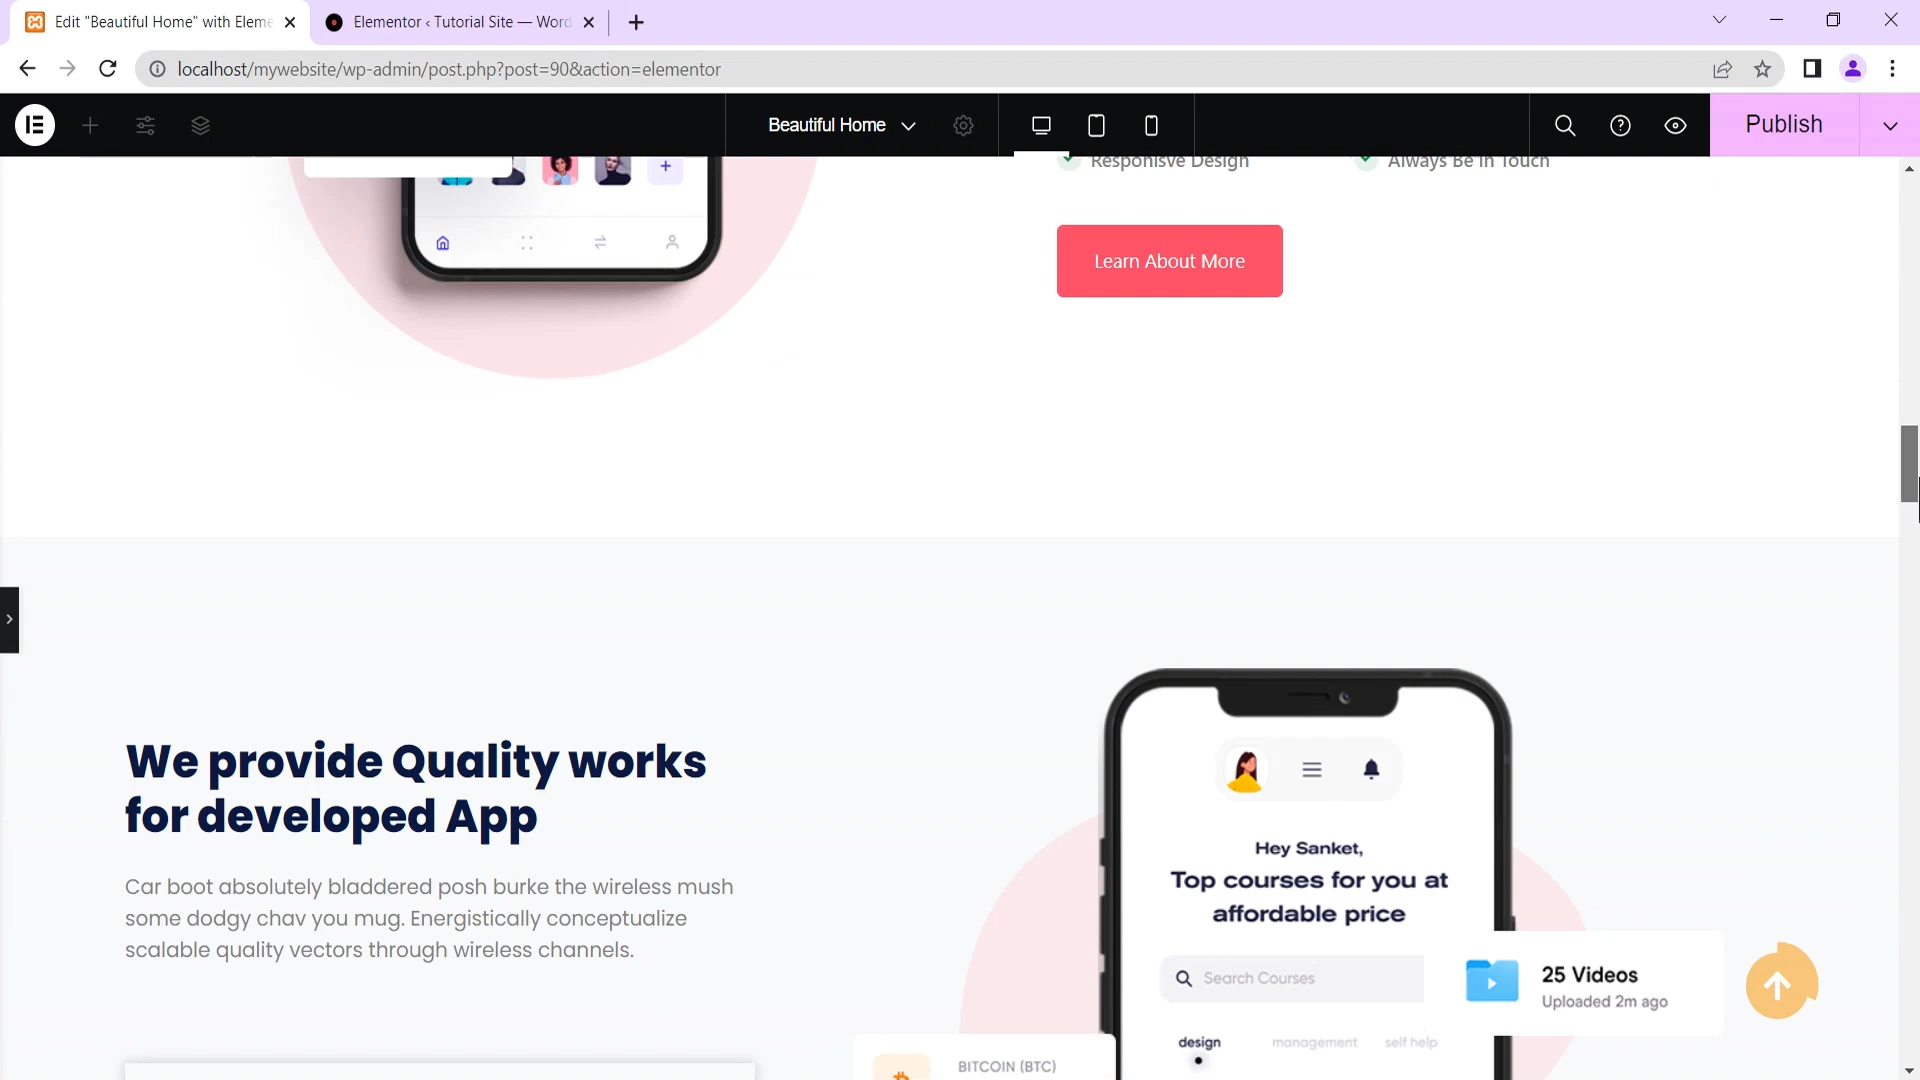 Edit "Beautiful Home" with Eleme
Elementor ‹ Tutorial Site — Word
localhost/mywebsite/wp-admin/post.php?post=90&action=elementor
Beautiful Home
Publish
Responisve Design
Always Be In Touch
Learn About More
We provide Quality works
for developed App
Car boot absolutely bladdered posh burke the wireless mush
some dodgy chav you mug. Energistically conceptualize
scalable quality vectors through wireless channels.
Hey Sanket,
Top courses for you at
affordable price
Search Courses
25 Videos
Uploaded 2m ago
design
management
self help
BITCOIN (BTC)